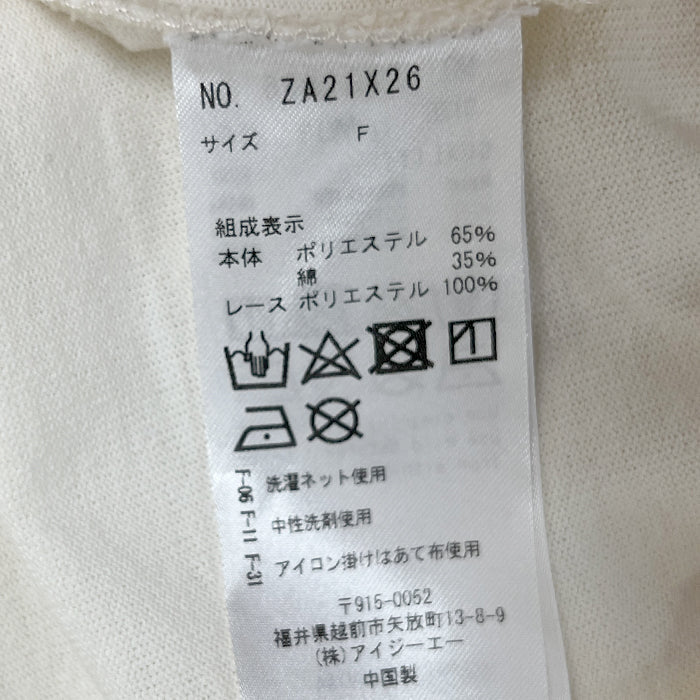 NO. ZA21X26
サイズ F
組成表示
本体 ポリエステル 65%
綿 35%
レース ポリエステル 100%
F-06 F-11 F-31
洗濯ネット使用
中性洗剤使用
アイロン掛けはあて布使用
〒915-0052
福井県越前市矢放町13-8-9
(株)アイジーエー
中国製